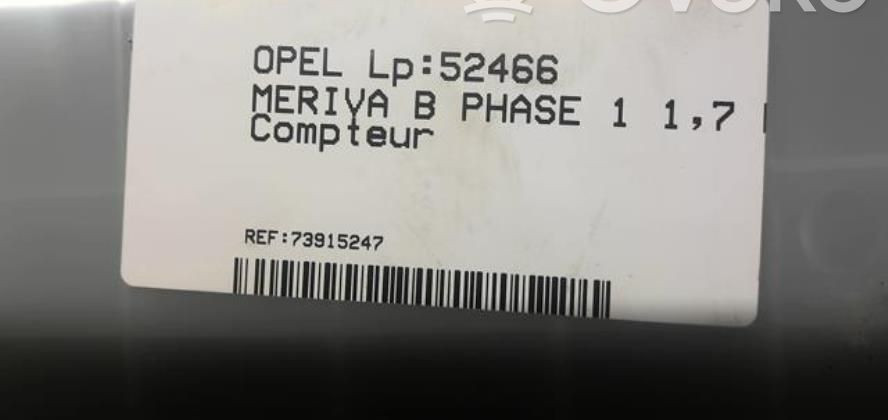 OPEL Lp:52466
MERIVA B PHASE 1 1,7
Compteur
REF:73915247